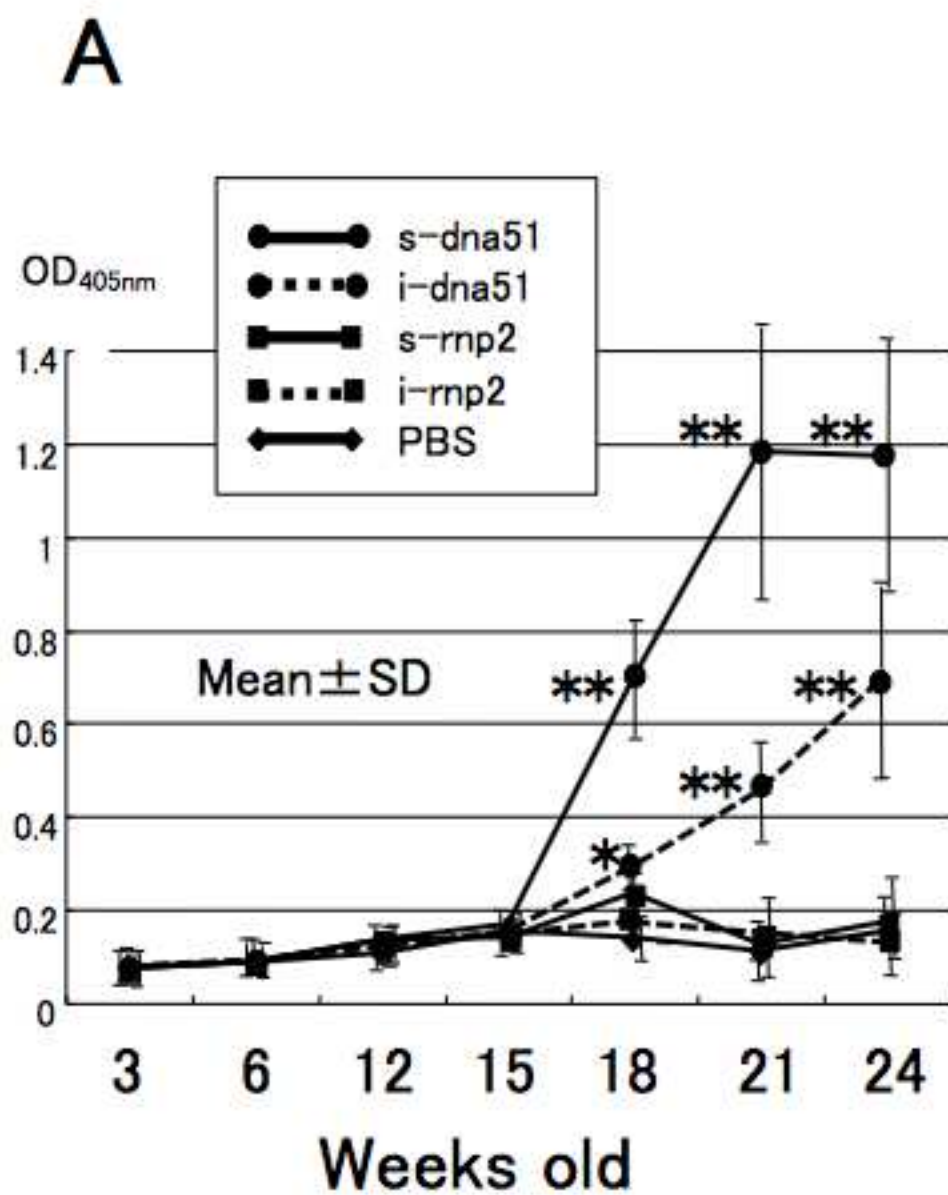 A
s-dna51
i-dna51
s-rnp2
i-rnp2
PBS
OD405nm
1.4
1.2
1
0.8
0.6
0.4
0.2
0
Mean±SD
** **
** **
**
*
3 6 12 15 18 21 24
Weeks old